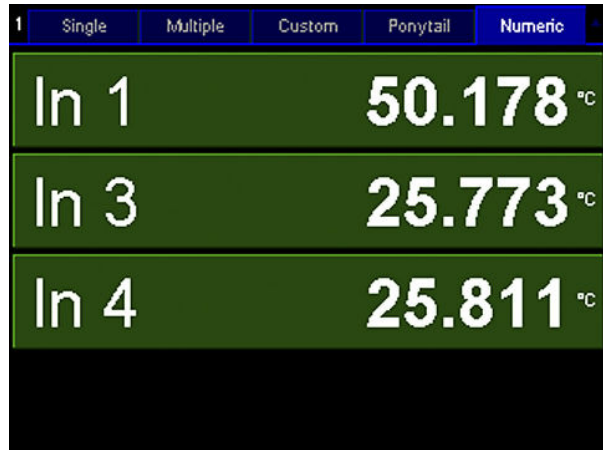 1 Single Multiple Custom Ponytail Numeric
In 1 50.178 °C
In 3 25.773 °C
In 4 25.811 °C